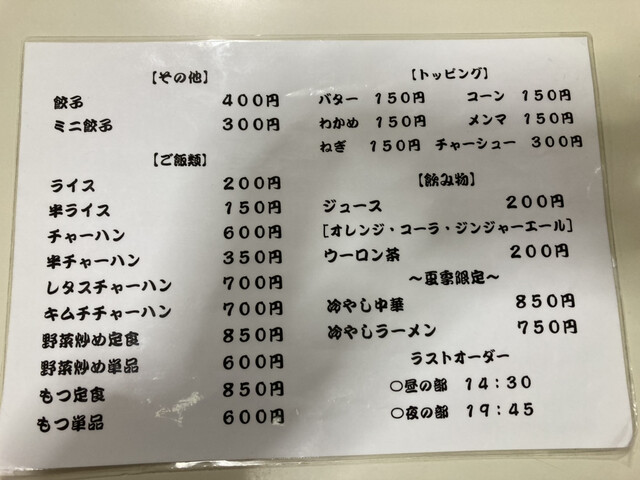 【その他】
餃子 400円
ミニ餃子 300円
【ご飯類】
ライス 200円
半ライス 150円
チャーハン 600円
半チャーハン 350円
レタスチャーハン 700円
キムチチャーハン 700円
野菜炒め定食 850円
野菜炒め単品 600円
もつ定食 850円
もつ単品 600円
【トッピング】
バター 150円 コーン 150円
わかめ 150円 メンマ 150円
ねぎ 150円 チャーシュー 300円
【飲み物】
ジュース 200円
[オレンジ・コーラ・ジンジャーエール]
ウーロン茶 200円
～夏季限定～
冷やし中華 850円
冷やしラーメン 750円
ラストオーダー
○昼の部 14:30
○夜の部 19:45